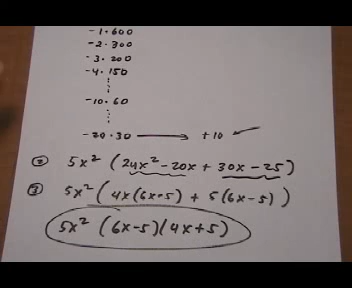 -1·600
-2·300
-3·200
-4·150
-10·60
-20·30 → +10 ✓
② 5x² (24x²-20x + 30x-25)
③ 5x² (4x(6x-5) + 5(6x-5))
5x² (6x-5)(4x+5)